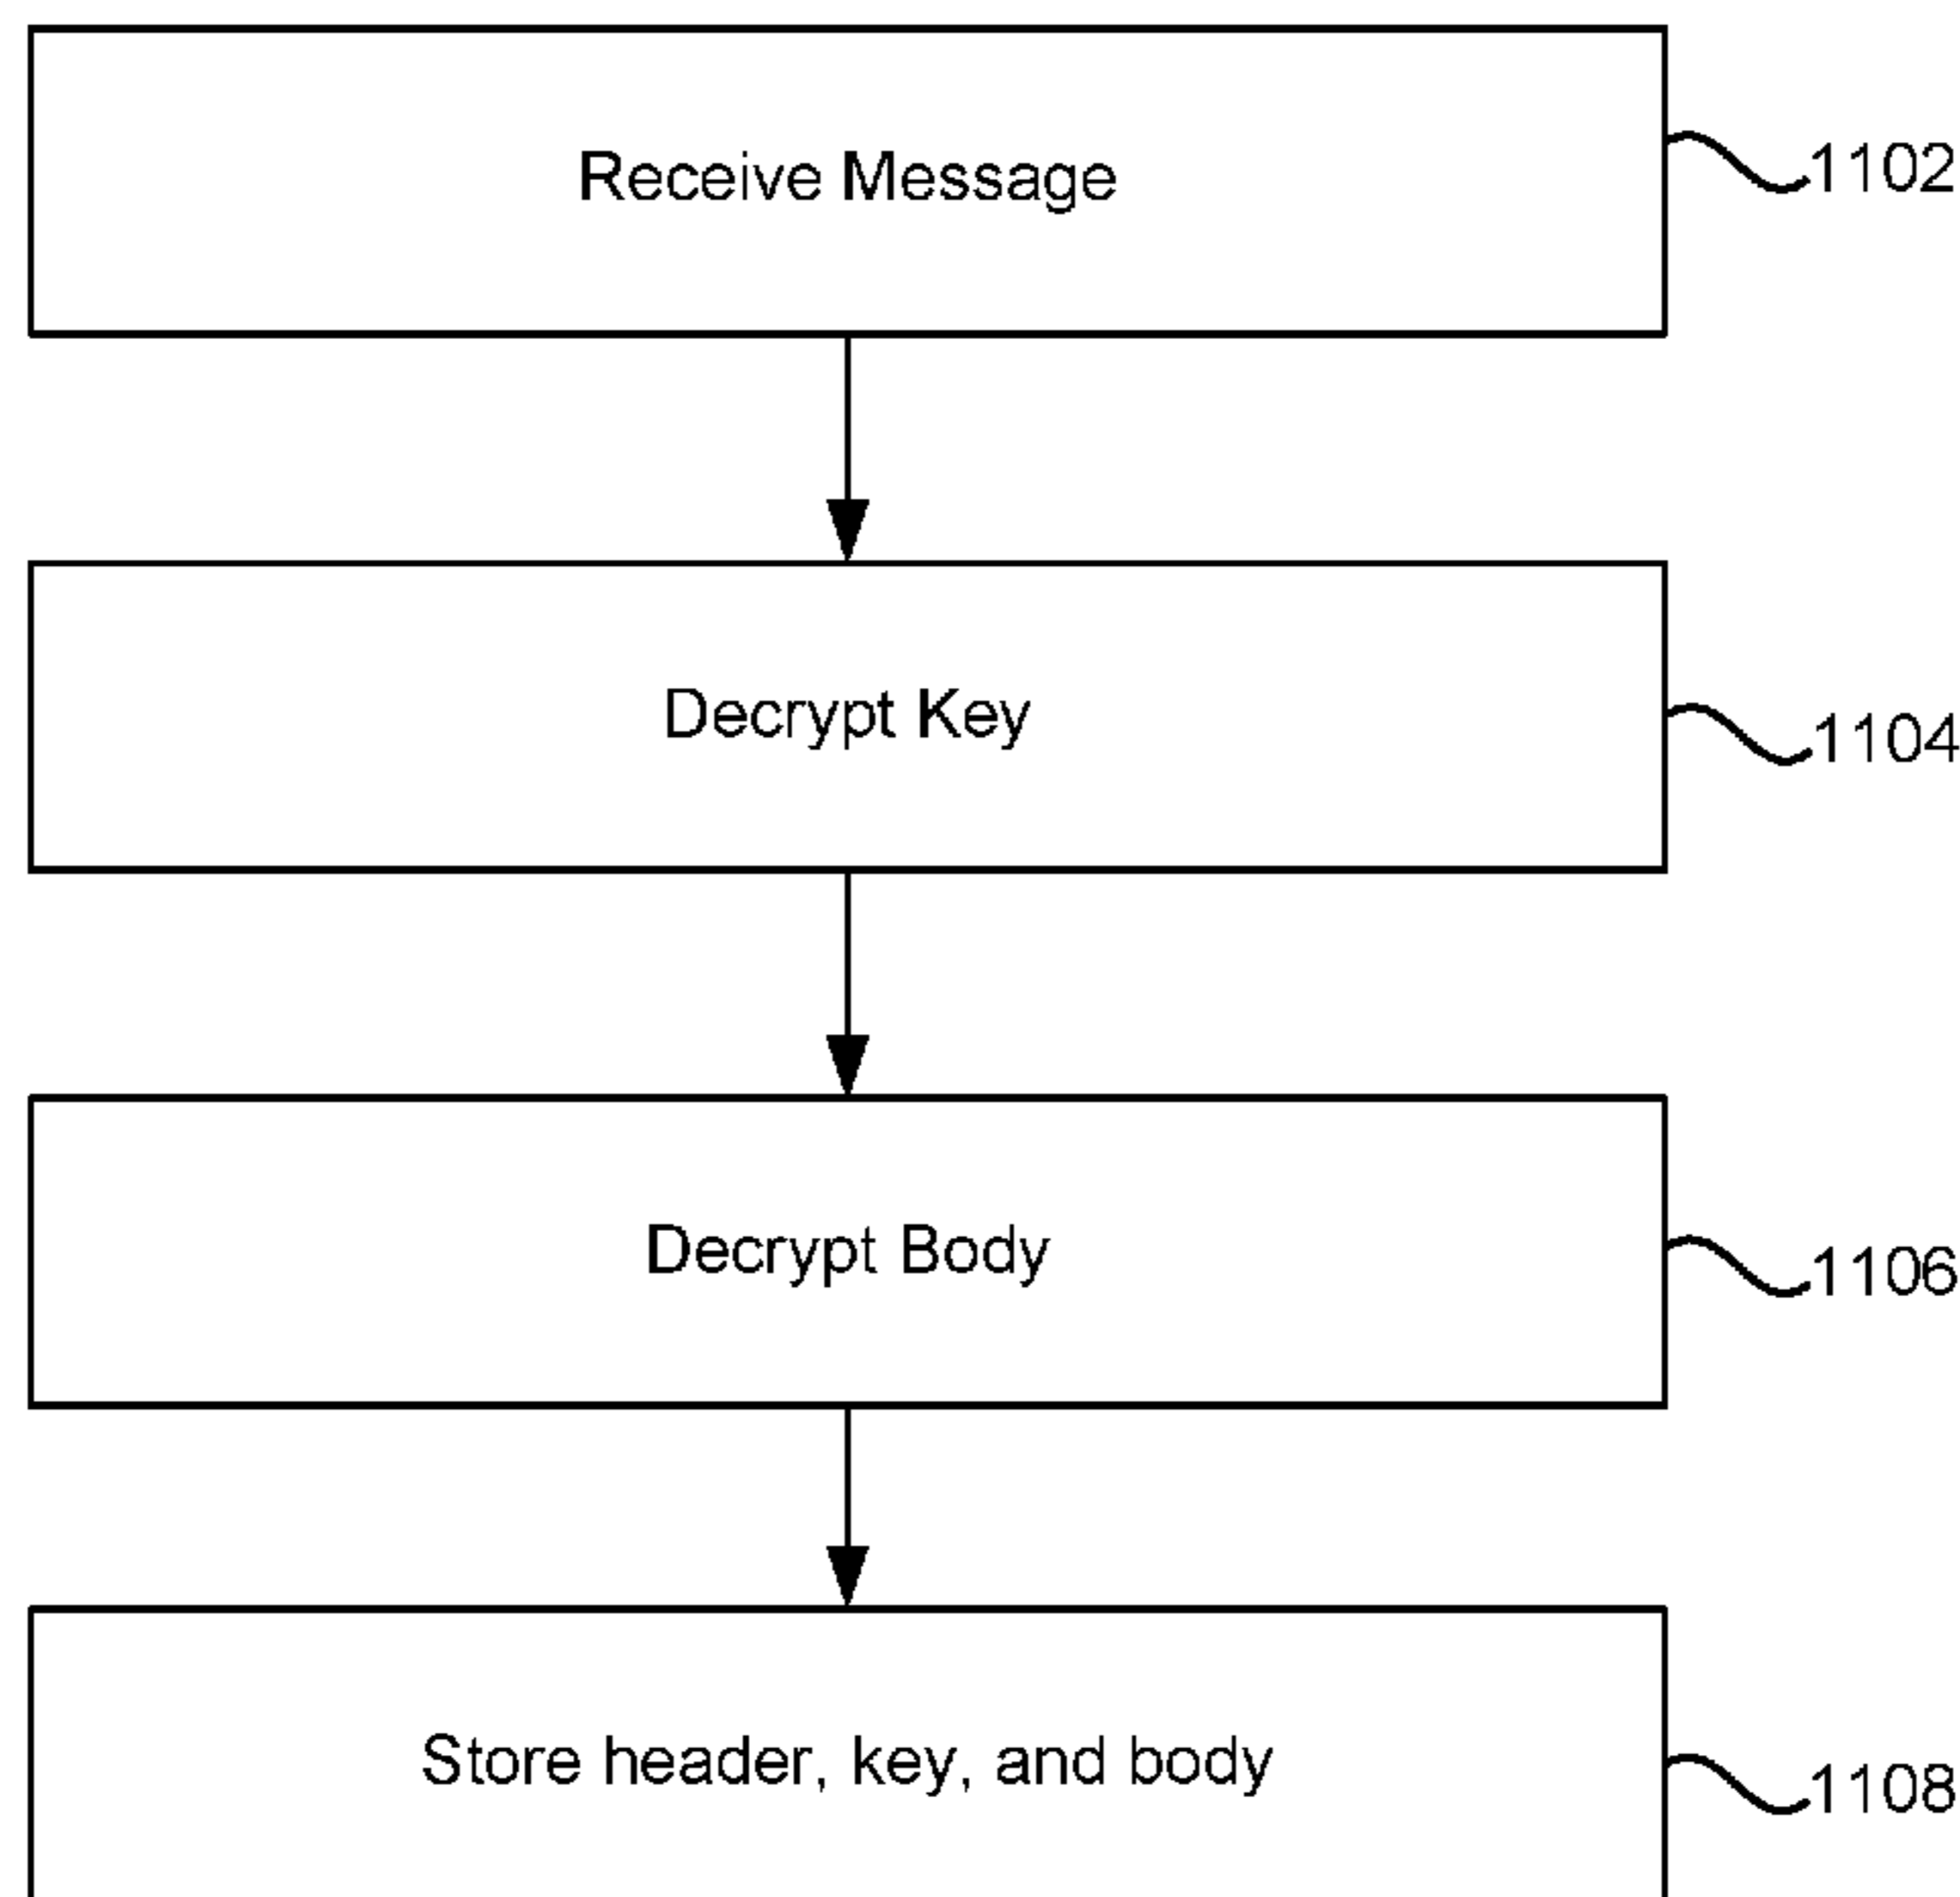 Receive Message
1102
Decrypt Key
1104
Decrypt Body
1106
Store header, key, and body
1108